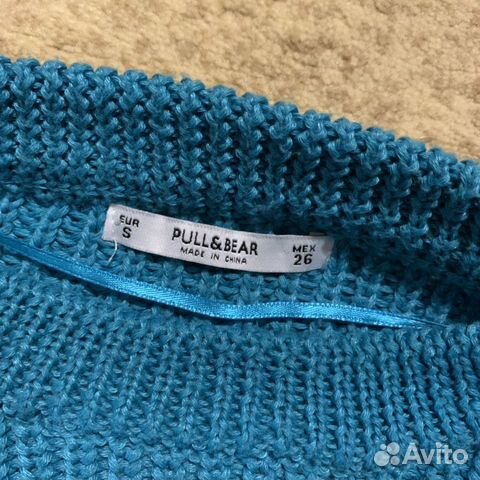 EUR
S
PULL&BEAR
MADE IN CHINA
MEX
26
Avito